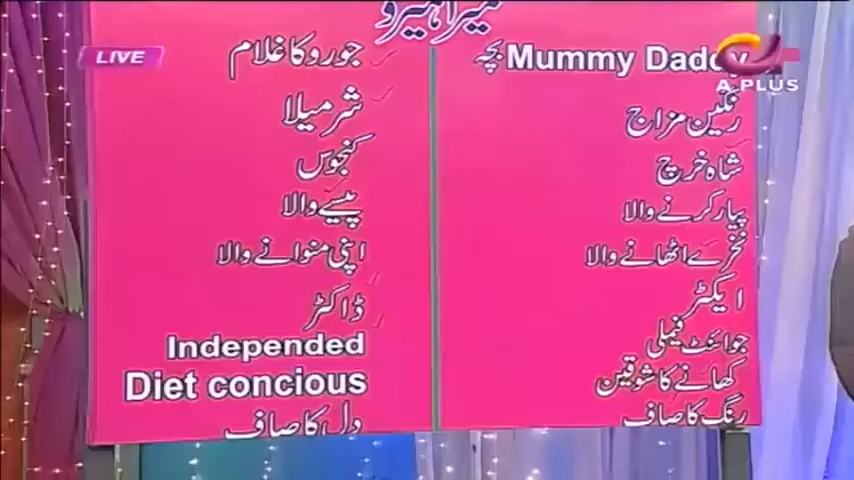 میرا ہیرو
LIVE
A PLUS
Mummy Daddy بچہ
رنگین مزاج
شاہ خرچ
پیار کرنے والا
نخرے اٹھانے والا
ایکٹر
جوائنٹ فیملی
کھانے کا شوقین
رنگ کا صاف
جورو کا غلام
شرمیلا
کنجوس
پیسے والا
اپنی منوانے والا
ڈاکٹر
Independed
Diet concious
دل کا صاف